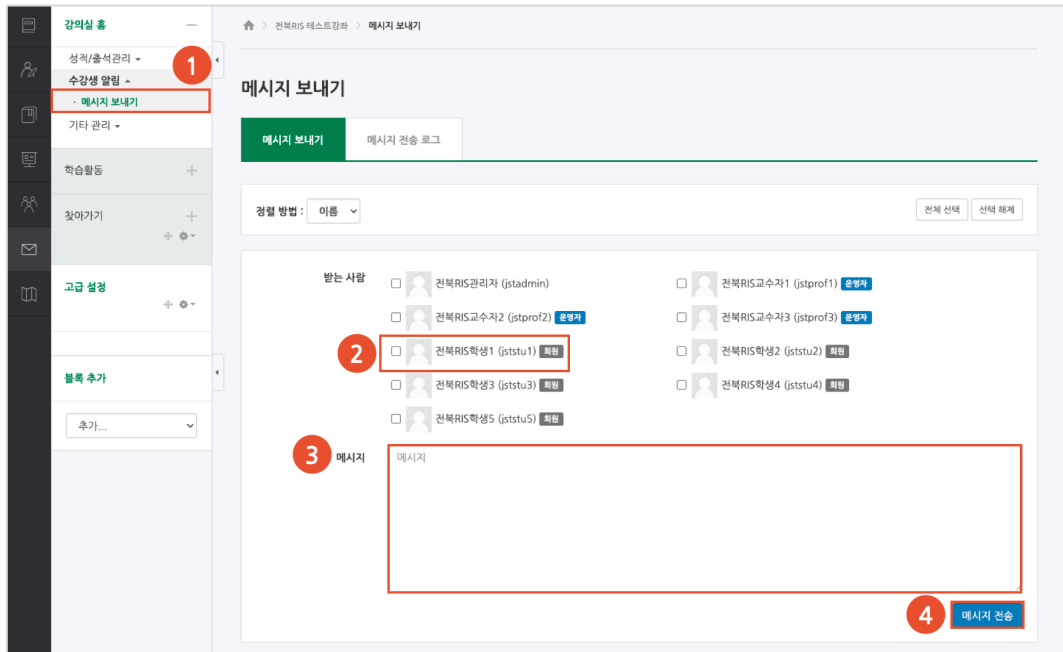 강의실 홈
전북RIS 테스트강좌 > 메시지 보내기
성적/출석관리
1
수강생 알림
· 메시지 보내기
기타 관리
학습활동
찾아가기
고급 설정
블록 추가
추가...
메시지 보내기
메시지 보내기 메시지 전송 로그
정렬 방법 : 이름 전체 선택 선택 해제
받는 사람 전북RIS관리자 (jstadmin) 전북RIS교수자1 (jstprof1) 운영자
전북RIS교수자2 (jstprof2) 운영자 전북RIS교수자3 (jstprof3) 운영자
2 전북RIS학생1 (jststu1) 회원 전북RIS학생2 (jststu2) 회원
전북RIS학생3 (jststu3) 회원 전북RIS학생4 (jststu4) 회원
전북RIS학생5 (jststu5) 회원
3 메시지 메시지
4 메시지 전송